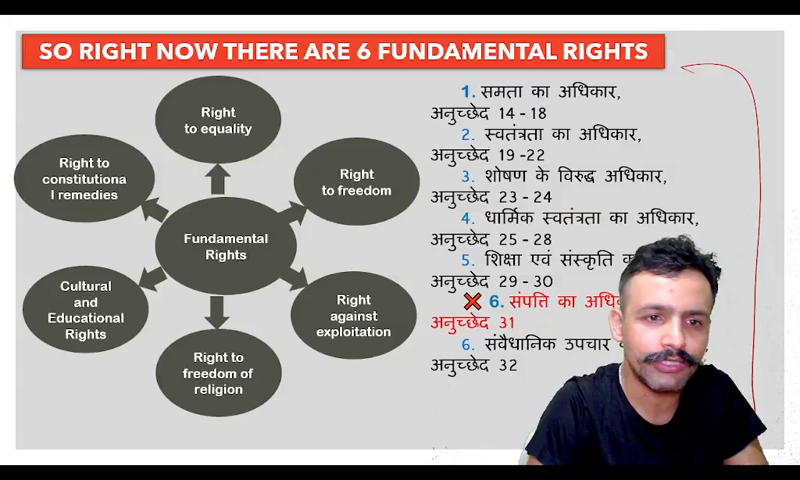 SO RIGHT NOW THERE ARE 6 FUNDAMENTAL RIGHTS
Right
to equality
Right to
constitutiona
l remedies
Right
to freedom
Fundamental
Rights
Cultural
and
Educational
Rights
Right
against
exploitation
Right to
freedom of
religion
1. समता का अधिकार,
अनुच्छेद 14 - 18
2. स्वतंत्रता का अधिकार,
अनुच्छेद 19 -22
3. शोषण के विरुद्ध अधिकार,
अनुच्छेद 23 - 24
4. धार्मिक स्वतंत्रता का अधिकार,
अनुच्छेद 25 - 28
5. शिक्षा एवं संस्कृति
अनुच्छेद 29 - 30
6. संपत्ति का
अनुच्छेद 31
6. संवैधानिक उपचार
अनुच्छेद 32